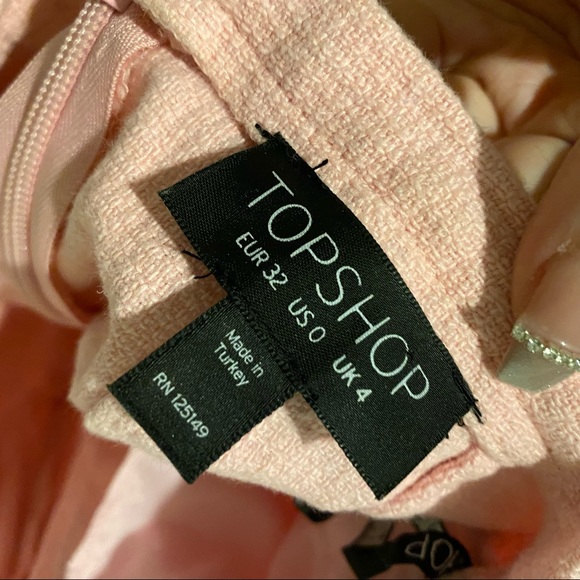 TOPSHOP
EUR 32 US 0 UK 4
Made in
Turkey
RN 125149